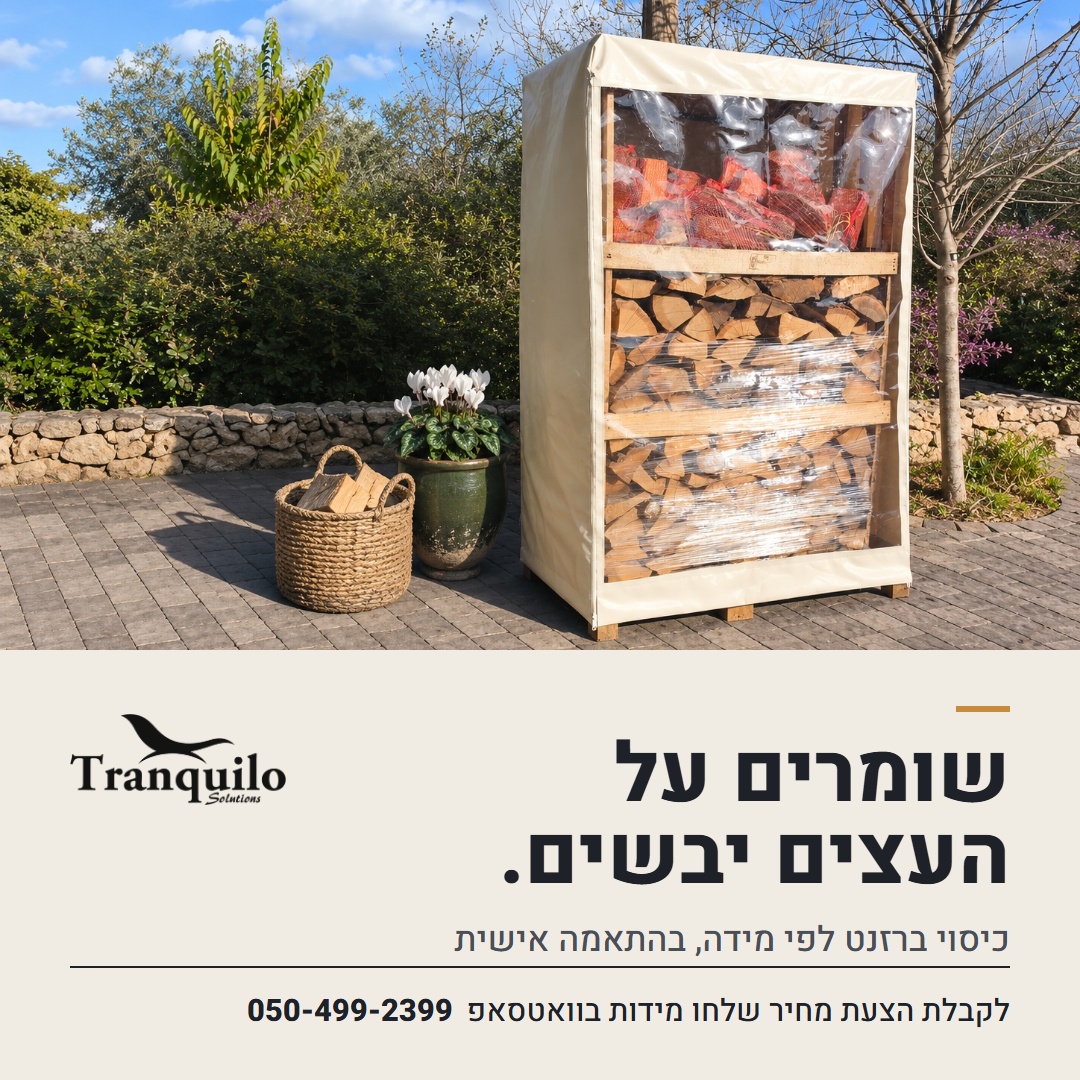 Tranquilo
Solutions
שומרים על
העצים יבשים.
כיסוי ברזנט לפי מידה, בהתאמה אישית
לקבלת הצעת מחיר שלחו מידות בוואטסאפ 050-499-2399